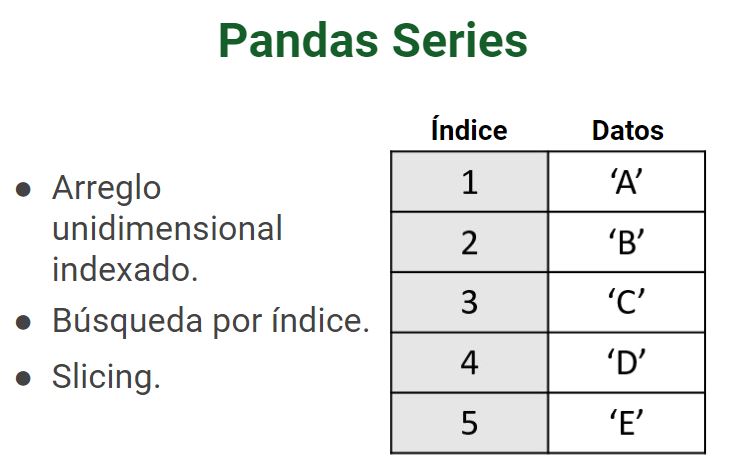 Pandas Series
● Arreglo
unidimensional
indexado.
● Búsqueda por índice.
● Slicing.
Índice Datos
1 ‘A’
2 ‘B’
3 ‘C’
4 ‘D’
5 ‘E’